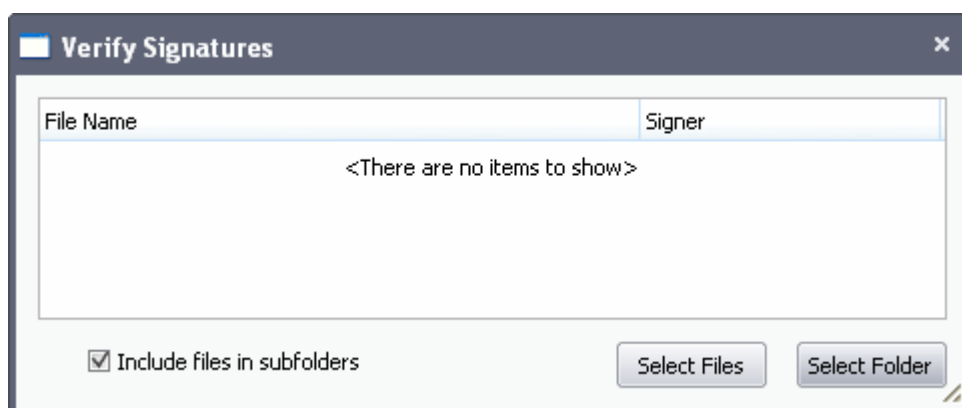 Verify Signatures
File Name Signer
<There are no items to show>
Include files in subfolders Select Files Select Folder